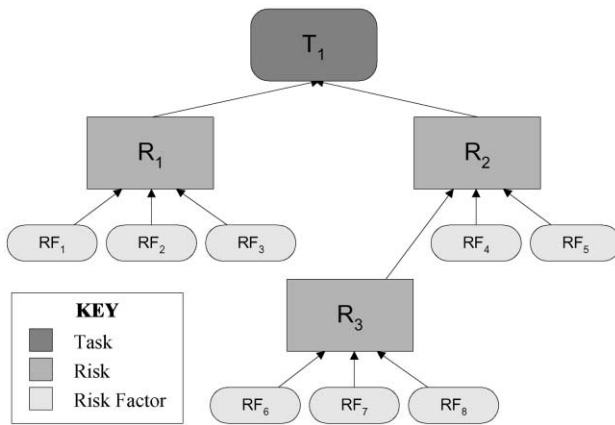 T₁
R₁ R₂
RF₁ RF₂ RF₃ RF₄ RF₅
R₃
KEY
Task
Risk
Risk Factor
RF₆ RF₇ RF₈